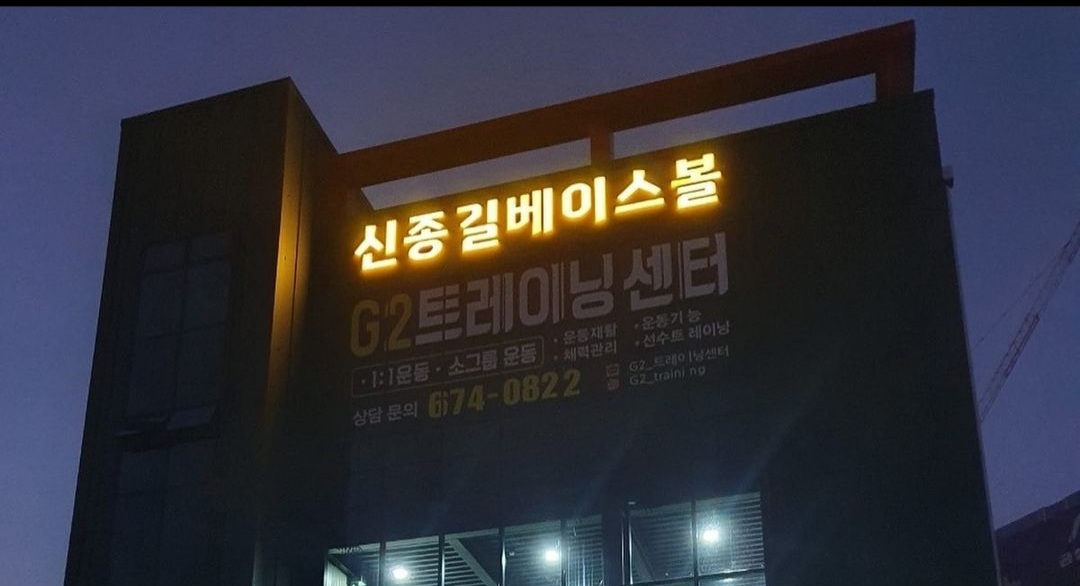 신종길베이스볼
G2트레이닝센터
·1:1운동 · 소그룹 운동
·운동재활 ·운동기능
·체력관리 ·선수트레이닝
상담 문의 674-0822
G2_트레이닝센터
G2_training